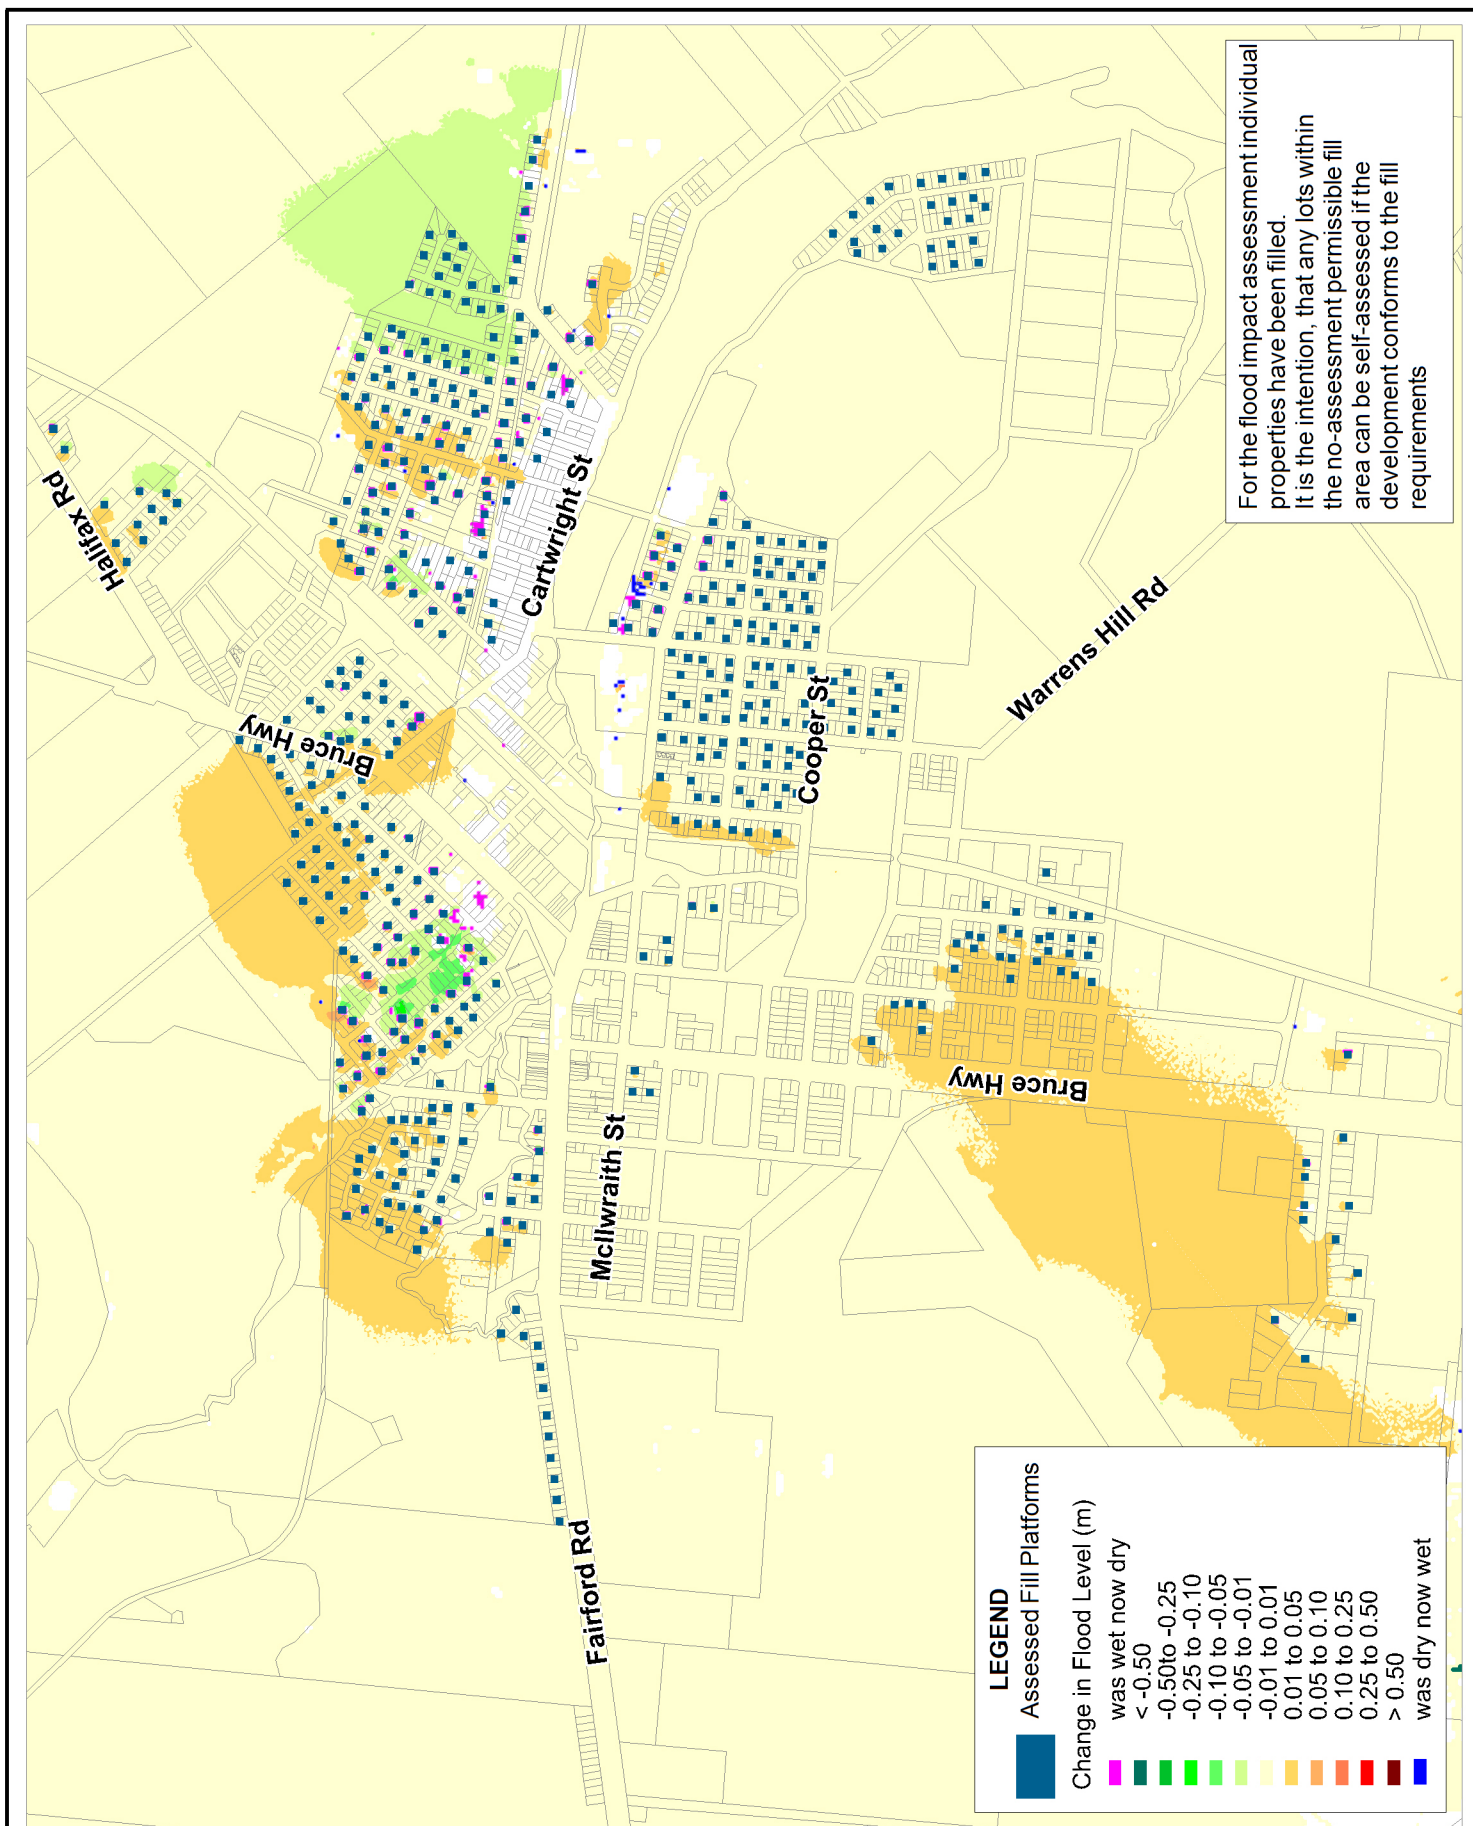 For the flood impact assessment individual
properties have been filled.
It is the intention, that any lots within
the no-assessment permissible fill
area can be self-assessed if the
development conforms to the fill
requirements
Halifax Rd
Bruce Hwy
Cartwright St
Cooper St
Warrens Hill Rd
McIlwraith St
Bruce Hwy
Fairford Rd
LEGEND
Assessed Fill Platforms
Change in Flood Level (m)
was wet now dry
< -0.50
-0.50to -0.25
-0.25 to -0.10
-0.10 to -0.05
-0.05 to -0.01
-0.01 to 0.01
0.01 to 0.05
0.05 to 0.10
0.10 to 0.25
0.25 to 0.50
> 0.50
was dry now wet